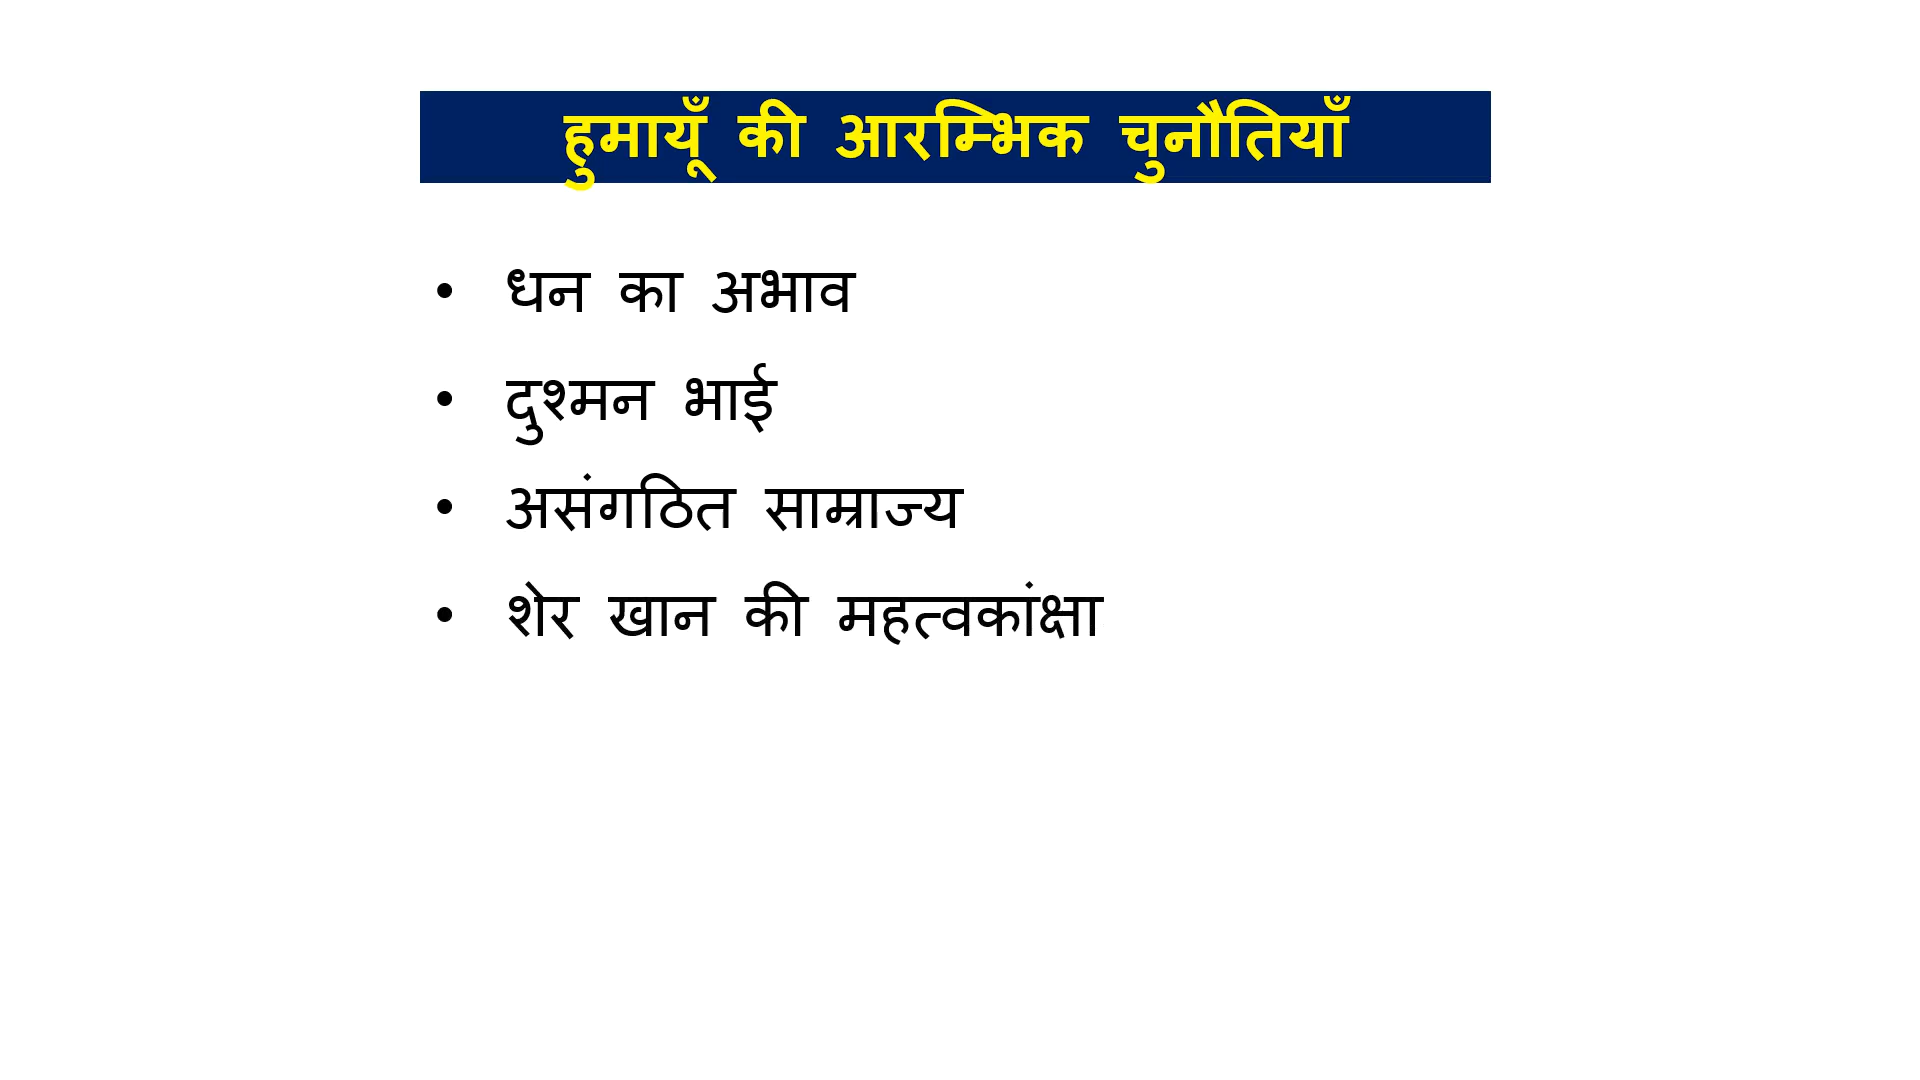 हुमायूँ की आरम्भिक चुनौतियाँ
• धन का अभाव
• दुश्मन भाई
• असंगठित साम्राज्य
• शेर खान की महत्वकांक्षा